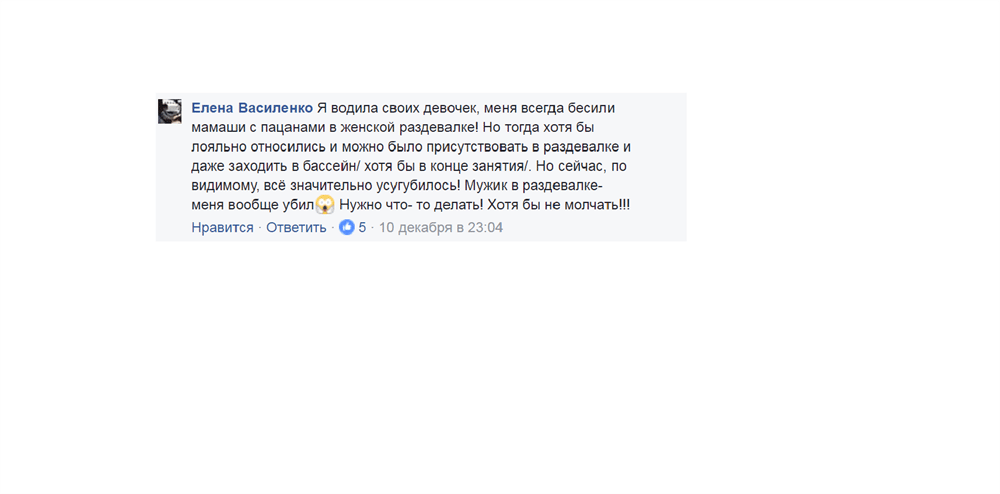 Елена Василенко Я водила своих девочек, меня всегда бесили
мамаши с пацанами в женской раздевалке! Но тогда хотя бы
лояльно относились и можно было присутствовать в раздевалке и
даже заходить в бассейн/ хотя бы в конце занятия/. Но сейчас, по
видимому, всё значительно усугубилось! Мужик в раздевалке-
меня вообще убил😱 Нужно что- то делать! Хотя бы не молчать!!!
Нравится · Ответить · 5 · 10 декабря в 23:04